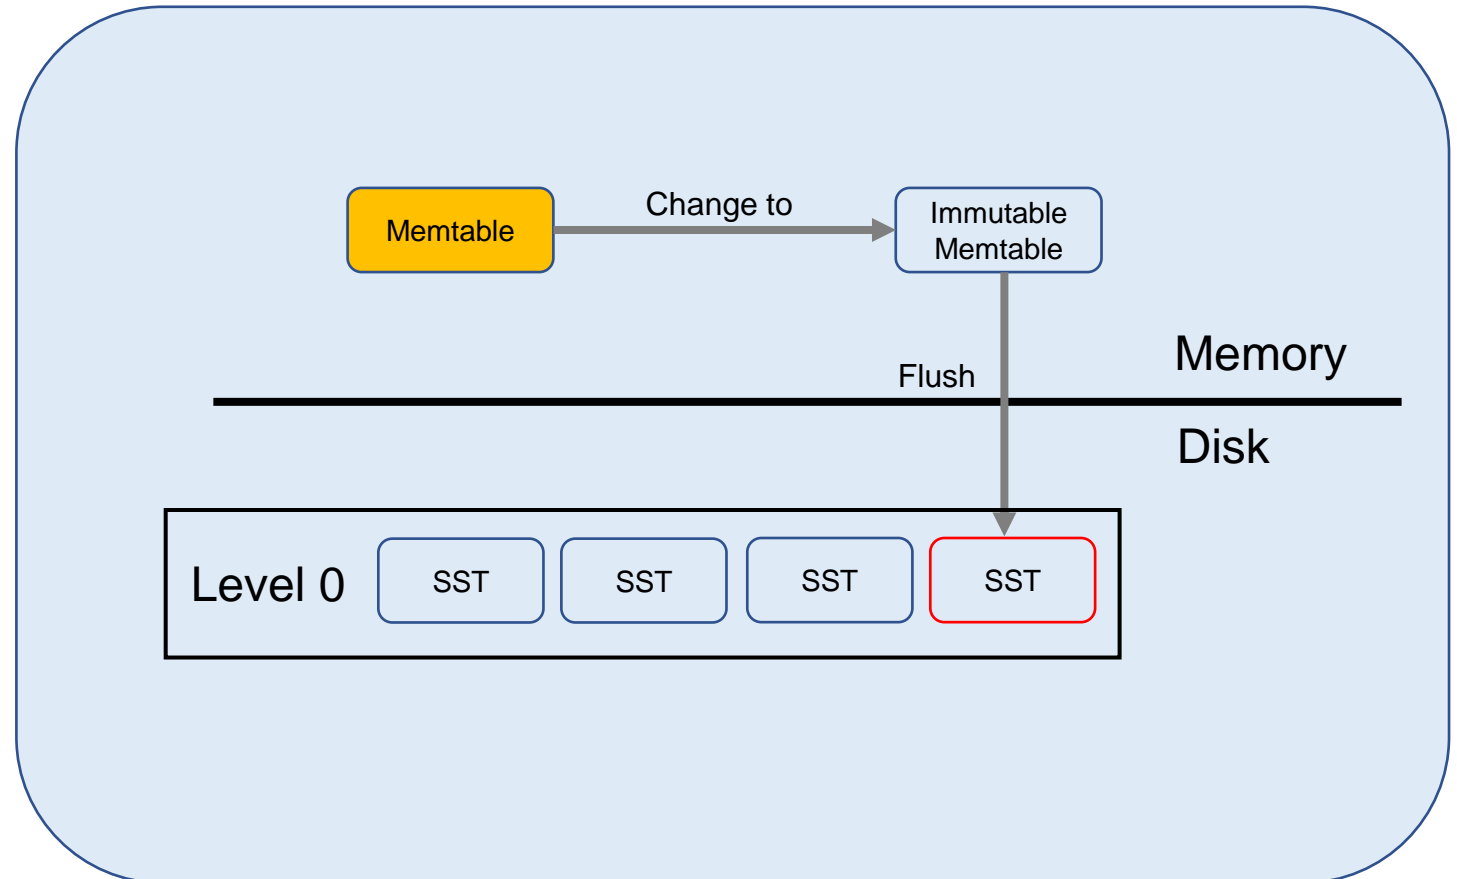 Memtable
Change to
Immutable
Memtable
Memory
Flush
Disk
Level 0
SST
SST
SST
SST